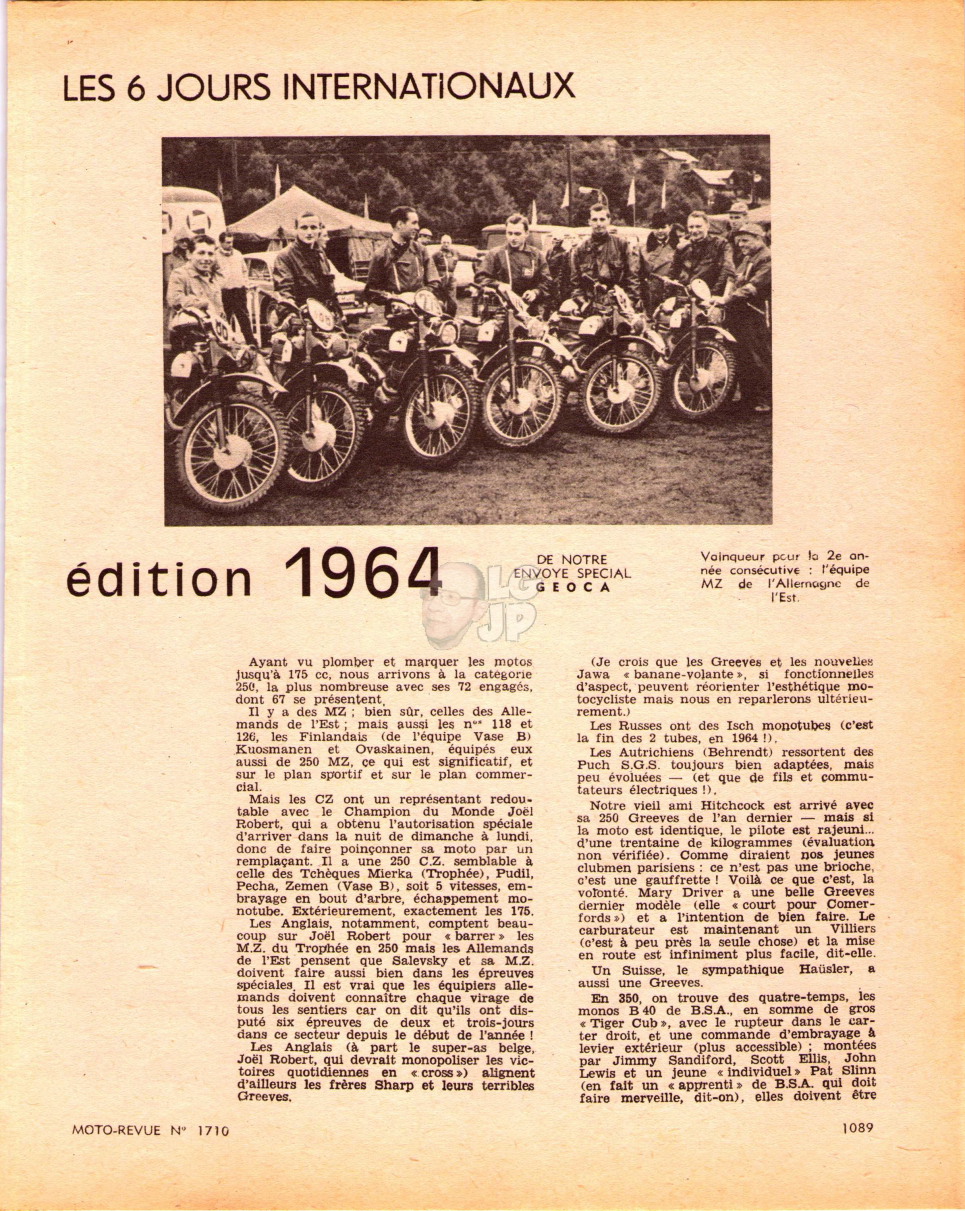 LES 6 JOURS INTERNATIONAUX
édition 1964
DE NOTRE
ENVOYE SPECIAL
GEOCA
Vainqueur pour la 2e an-
née consécutive : l'équipe
MZ de l'Allemagne de
l'Est.
LG
JP
Ayant vu plomber et marquer les motos
jusqu'à 175 cc, nous arrivons à la catégorie
250, la plus nombreuse avec ses 72 engagés,
dont 67 se présentent.
Il y a des MZ ; bien sûr, celles des Alle-
mands de l'Est ; mais aussi les nos 118 et
126, les Finlandais (de l'équipe Vase B)
Kuosmanen et Ovaskainen, équipés eux
aussi de 250 MZ, ce qui est significatif, et
sur le plan sportif et sur le plan commer-
cial.
Mais les CZ ont un représentant redou-
table avec le Champion du Monde Joël
Robert, qui a obtenu l'autorisation spéciale
d'arriver dans la nuit de dimanche à lundi,
donc de faire poinçonner sa moto par un
remplaçant. Il a une 250 C.Z. semblable à
celle des Tchèques Mierka (Trophée), Pudil,
Pecha, Zemen (Vase B), soit 5 vitesses, em-
brayage en bout d'arbre, échappement mo-
notube. Extérieurement, exactement les 175.
Les Anglais, notamment, comptent beau-
coup sur Joël Robert pour « barrer » les
M.Z. du Trophée en 250 mais les Allemands
de l'Est pensent que Salevsky et sa M.Z.
doivent faire aussi bien dans les épreuves
spéciales. Il est vrai que les équipiers alle-
mands doivent connaître chaque virage de
tous les sentiers car on dit qu'ils ont dis-
puté six épreuves de deux et trois-jours
dans ce secteur depuis le début de l'année !
Les Anglais (à part le super-as belge,
Joël Robert, qui devrait monopoliser les vic-
toires quotidiennes en « cross ») alignent
d'ailleurs les frères Sharp et leurs terribles
Greeves.
(Je crois que les Greeves et les nouvelles
Jawa « banane-volante », si fonctionnelles
d'aspect, peuvent réorienter l'esthétique mo-
tocycliste mais nous en reparlerons ultérieu-
rement.)
Les Russes ont des Isch monotubes (c'est
la fin des 2 tubes, en 1964 !).
Les Autrichiens (Behrendt) ressortent des
Puch S.G.S. toujours bien adaptées, mais
peu évoluées — (et que de fils et commu-
tateurs électriques !).
Notre vieil ami Hitchcock est arrivé avec
sa 250 Greeves de l'an dernier — mais si
la moto est identique, le pilote est rajeuni...
d'une trentaine de kilogrammes (évaluation
non vérifiée). Comme diraient nos jeunes
clubmen parisiens : ce n'est pas une brioche,
c'est une gauffrette ! Voilà ce que c'est, la
volonté. Mary Driver a une belle Greeves
dernier modèle (elle « court pour Comer-
fords ») et a l'intention de bien faire. Le
carburateur est maintenant un Villiers
(c'est à peu près la seule chose) et la mise
en route est infiniment plus facile, dit-elle.
Un Suisse, le sympathique Haüsler, a
aussi une Greeves.
En 350, on trouve des quatre-temps, les
monos B 40 de B.S.A., en somme de gros
« Tiger Cub », avec le rupteur dans le car-
ter droit, et une commande d'embrayage à
levier extérieur (plus accessible) ; montées
par Jimmy Sandiford, Scott Ellis, John
Lewis et un jeune « individuel » Pat Slinn
(en fait un « apprenti » de B.S.A. qui doit
faire merveille, dit-on), elles doivent être
MOTO-REVUE N° 1710
1089